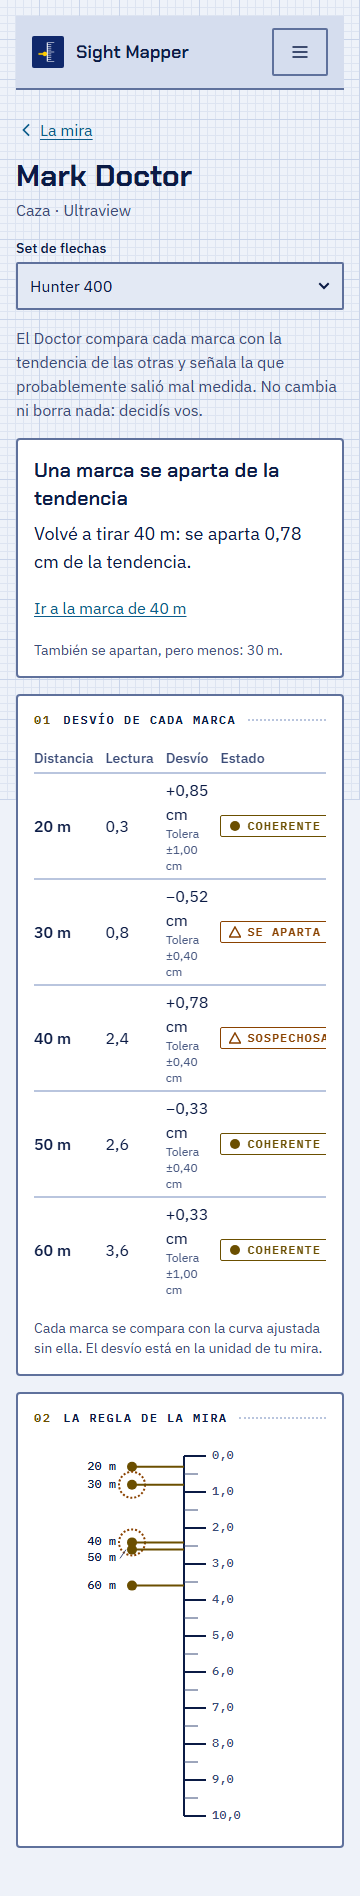 Sight Mapper
La mira
Mark Doctor
Caza · Ultraview
Set de flechas
Hunter 400
El Doctor compara cada marca con la
tendencia de las otras y señala la que
probablemente salió mal medida. No cambia
ni borra nada: decidís vos.
Una marca se aparta de la
tendencia
Volvé a tirar 40 m: se aparta 0,78
cm de la tendencia.
Ir a la marca de 40 m
También se apartan, pero menos: 30 m.
01 DESVÍO DE CADA MARCA
Distancia Lectura Desvío Estado
20 m 0,3 +0,85 cm Tolera ±1,00 cm COHERENTE
30 m 0,8 −0,52 cm Tolera ±0,40 cm SE APARTA
40 m 2,4 +0,78 cm Tolera ±0,40 cm SOSPECHOSA
50 m 2,6 −0,33 cm Tolera ±0,40 cm COHERENTE
60 m 3,6 +0,33 cm Tolera ±1,00 cm COHERENTE
Cada marca se compara con la curva ajustada
sin ella. El desvío está en la unidad de tu mira.
02 LA REGLA DE LA MIRA
0,0
20 m
30 m
1,0
2,0
40 m
50 m
3,0
60 m
4,0
5,0
6,0
7,0
8,0
9,0
10,0